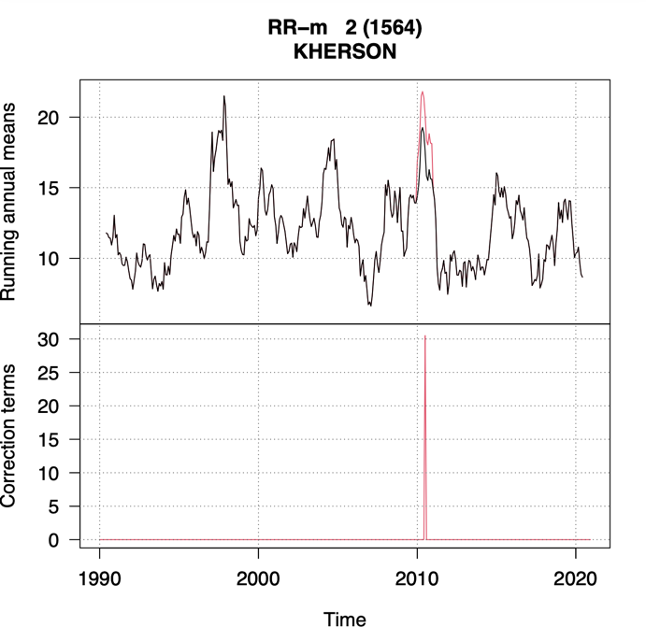 RR−m 2 (1564)
KHERSON
Running annual means
20
15
10
Correction terms
30
25
20
15
10
5
0
1990 2000 2010 2020
Time